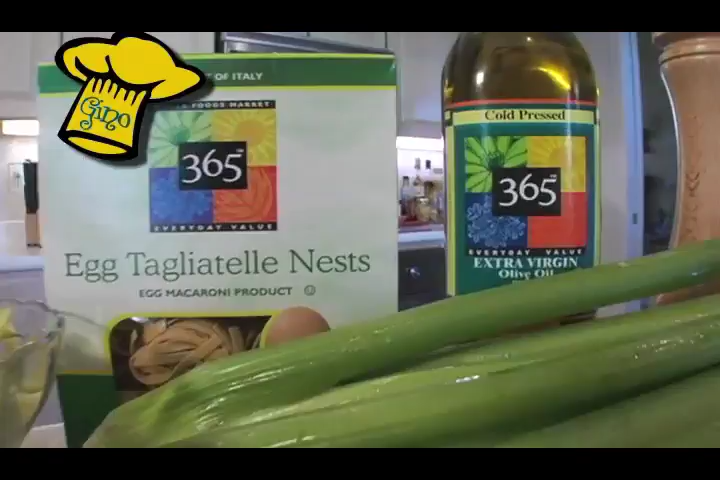 Gino
OF ITALY
FOODS MARKET
365
EVERYDAY VALUE
Egg Tagliatelle Nests
EGG MACARONI PRODUCT
Cold Pressed
365
EVERYDAY VALUE
EXTRA VIRGIN
Olive Oil